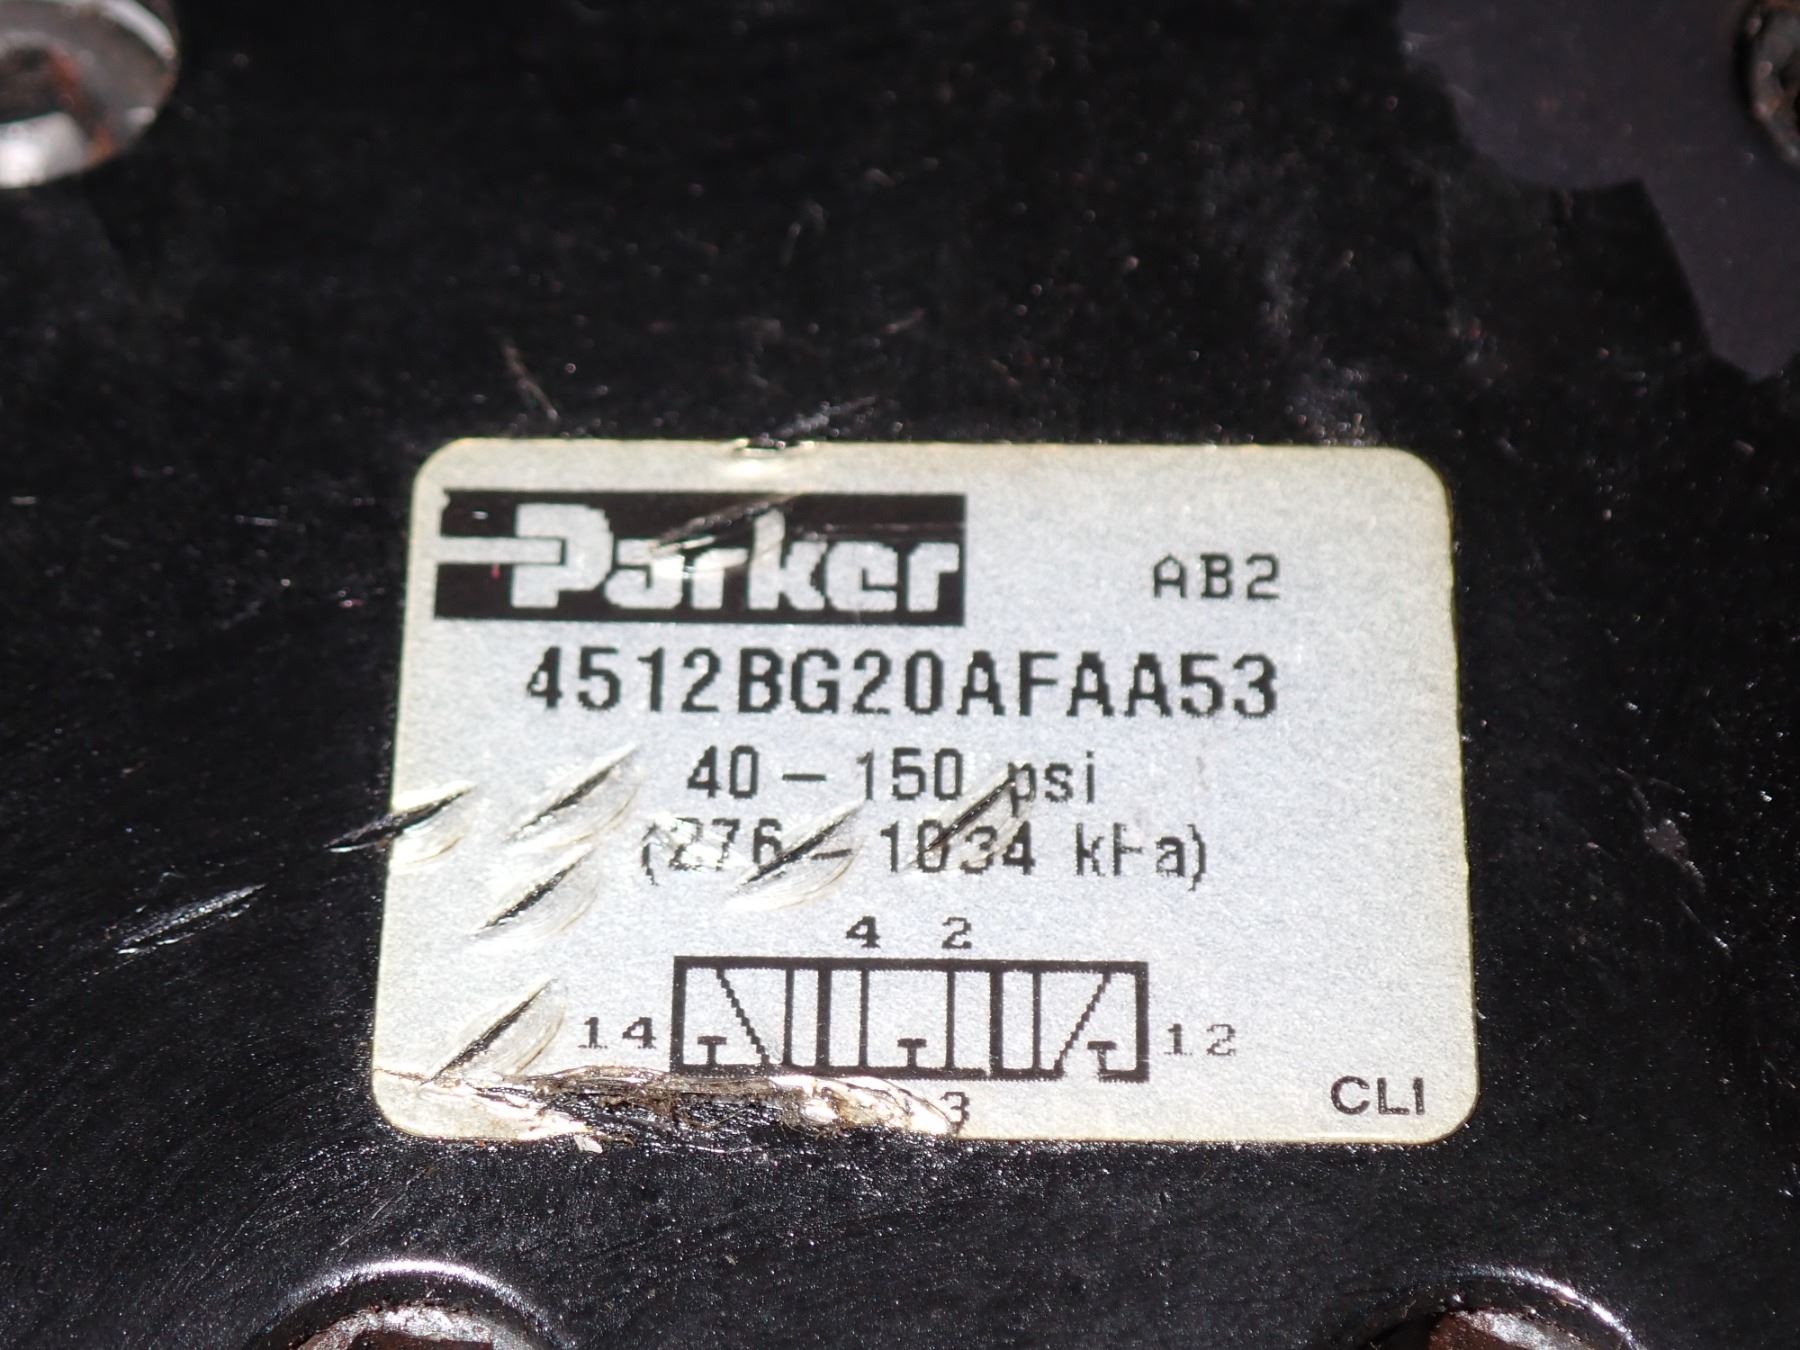 Parker
AB2
4512BG20AFAA53
40 - 150 psi
(276 - 1034 kPa)
4 2
14 12
3
CLI